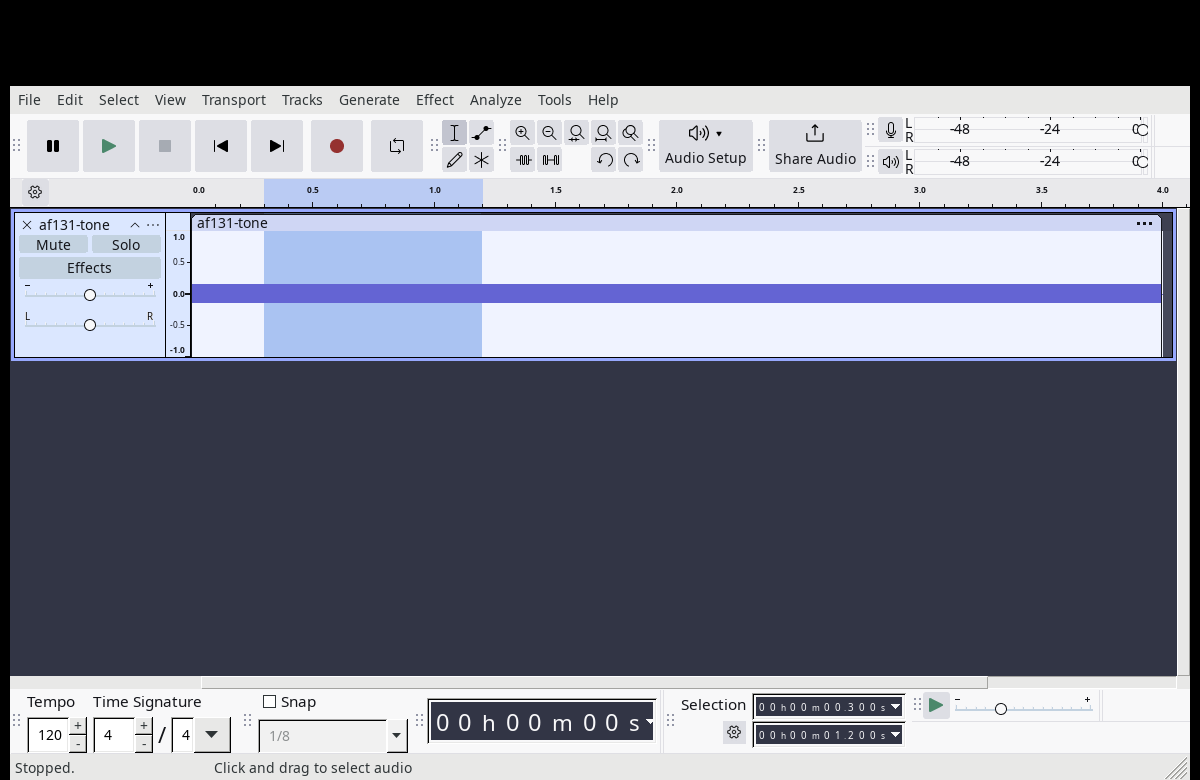 File Edit Select View Transport Tracks Generate Effect Analyze Tools Help
Audio Setup
Share Audio
L
R
-48 -24 0
L
R
-48 -24 0
0.0 0.5 1.0 1.5 2.0 2.5 3.0 3.5 4.0
af131-tone
af131-tone
Mute Solo
Effects
- +
L R
1.0
0.5
0.0
-0.5
-1.0
Tempo Time Signature
120 + - 4 + - / 4
Snap
1/8
00h00m00s
Selection
00h00m00.300s
00h00m01.200s
- +
Stopped. Click and drag to select audio